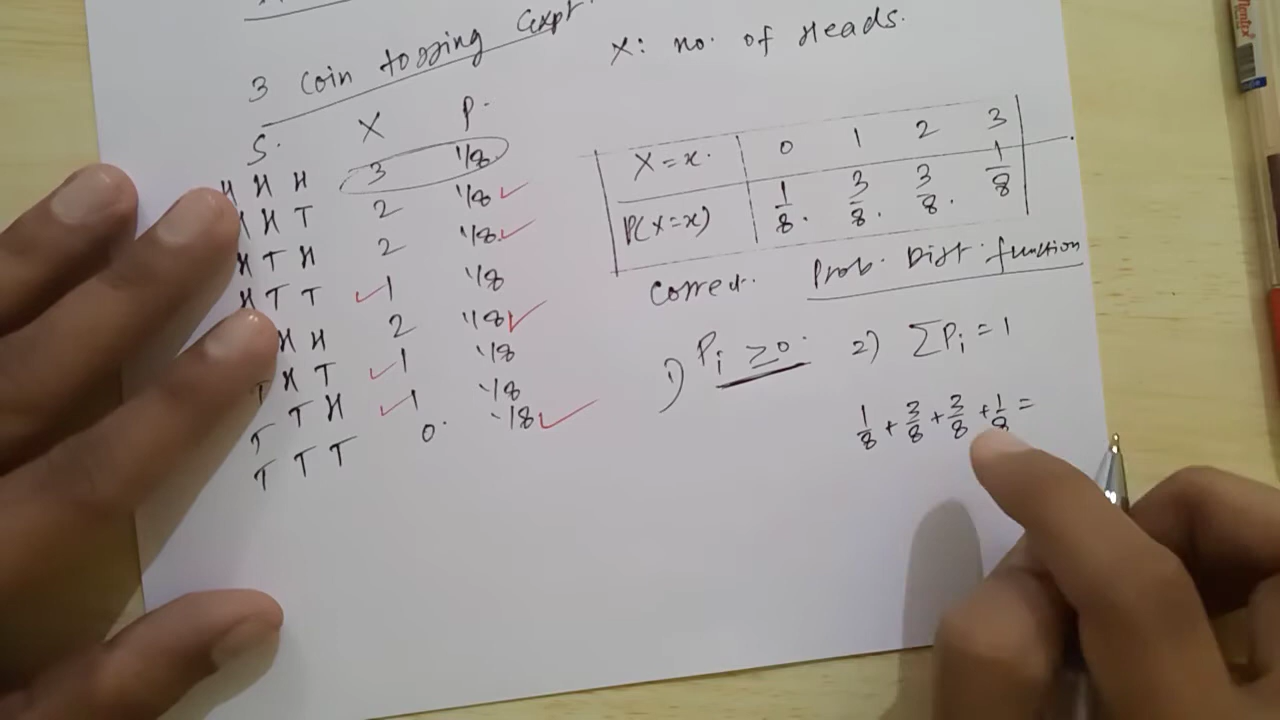 3 coin tossing Expt.
X: no. of Heads.
S. X P.
H H H 3 1/8
H H T 2 1/8
H T H 2 1/8
H T T 1 1/8
H H 2 1/8
T H T 1 1/8
T T H 1 1/8
T T T 0. 1/8
X=x. 0 1 2 3
P(X=x) 1/8. 3/8. 3/8. 1/8
Correct. Prob. Dist. function
1) Pi ≥0. 2) ΣPi = 1
1/8 + 3/8 + 3/8 + 1/8 =